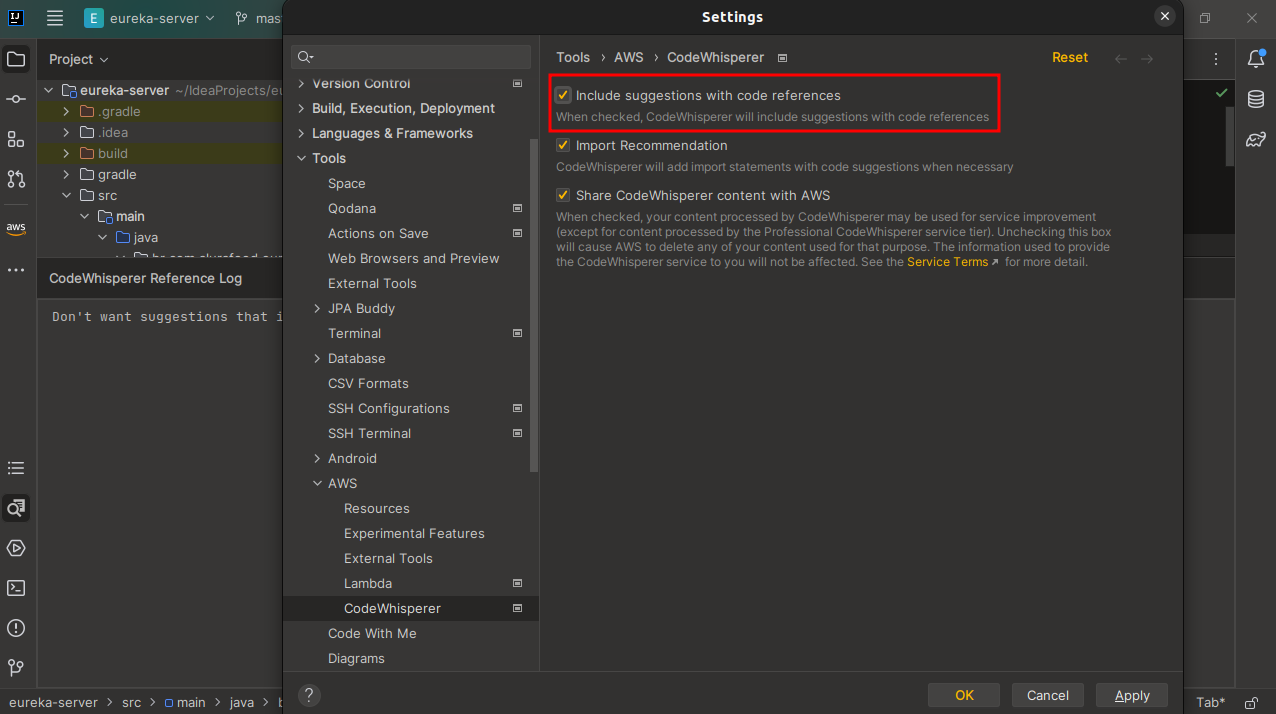 IJ
E
eureka-server
Settings
Project
eureka-server ~/IdeaProjects/eu
.gradle
.idea
build
gradle
src
main
java
aws
CodeWhisperer Reference Log
Don't want suggestions that i
Version Control
Build, Execution, Deployment
Languages & Frameworks
Tools
Space
Qodana
Actions on Save
Web Browsers and Preview
External Tools
JPA Buddy
Terminal
Database
CSV Formats
SSH Configurations
SSH Terminal
Android
AWS
Resources
Experimental Features
External Tools
Lambda
CodeWhisperer
Code With Me
Diagrams
Tools › AWS › CodeWhisperer
Reset
Include suggestions with code references
When checked, CodeWhisperer will include suggestions with code references
Import Recommendation
CodeWhisperer will add import statements with code suggestions when necessary
Share CodeWhisperer content with AWS
When checked, your content processed by CodeWhisperer may be used for service improvement
(except for content processed by the Professional CodeWhisperer service tier). Unchecking this box
will cause AWS to delete any of your content used for that purpose. The information used to provide
the CodeWhisperer service to you will not be affected. See the Service Terms for more detail.
?
OK
Cancel
Apply
eureka-server › src › main › java ›
Tab*